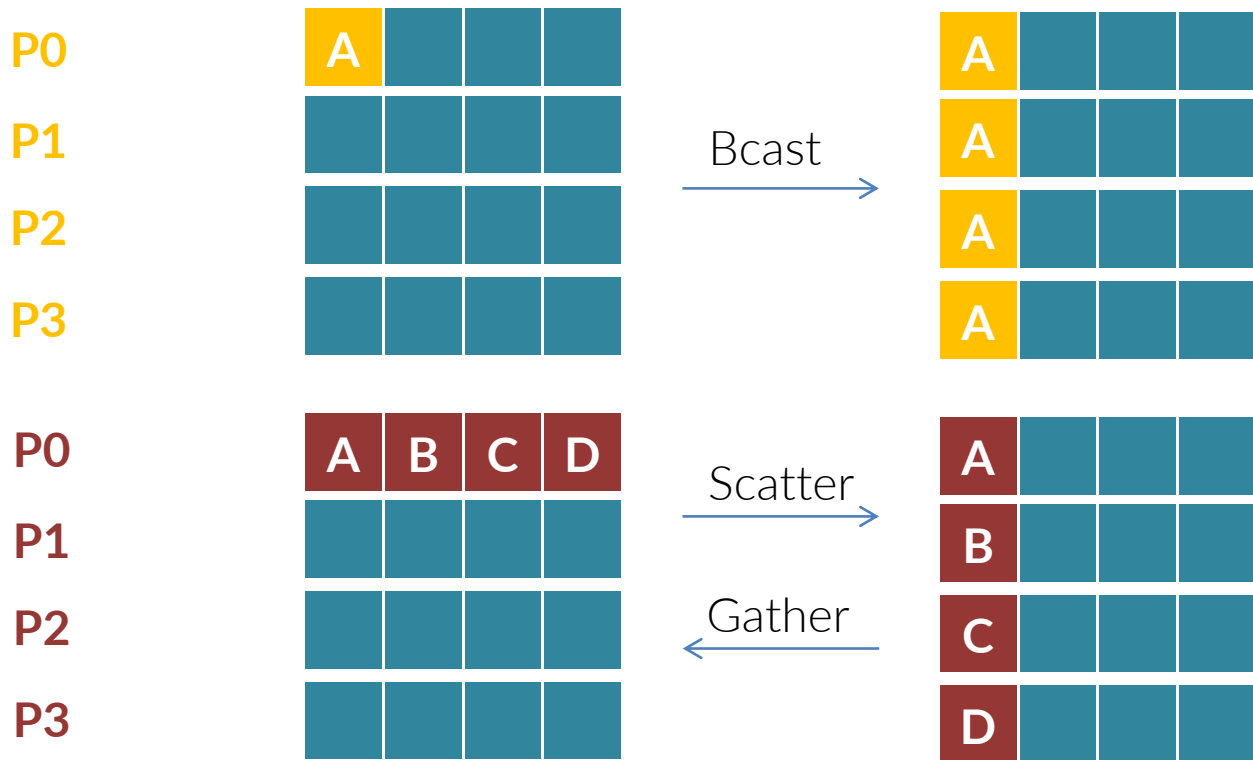 P0 A A
P1 Bcast A
P2 A
P3 A
P0 A B C D A
Scatter
P1 B
P2 Gather C
P3 D